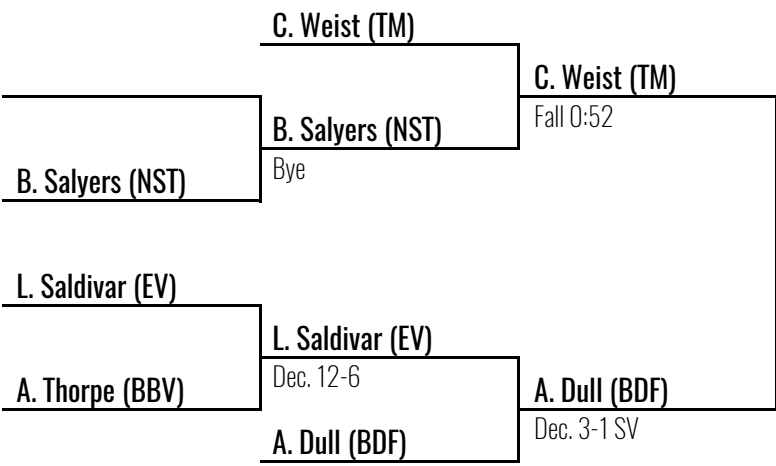 C. Weist (TM)
C. Weist (TM)
Fall 0:52
B. Salyers (NST)
Bye
B. Salyers (NST)
L. Saldivar (EV)
L. Saldivar (EV)
Dec. 12-6
A. Thorpe (BBV)
A. Dull (BDF)
Dec. 3-1 SV
A. Dull (BDF)